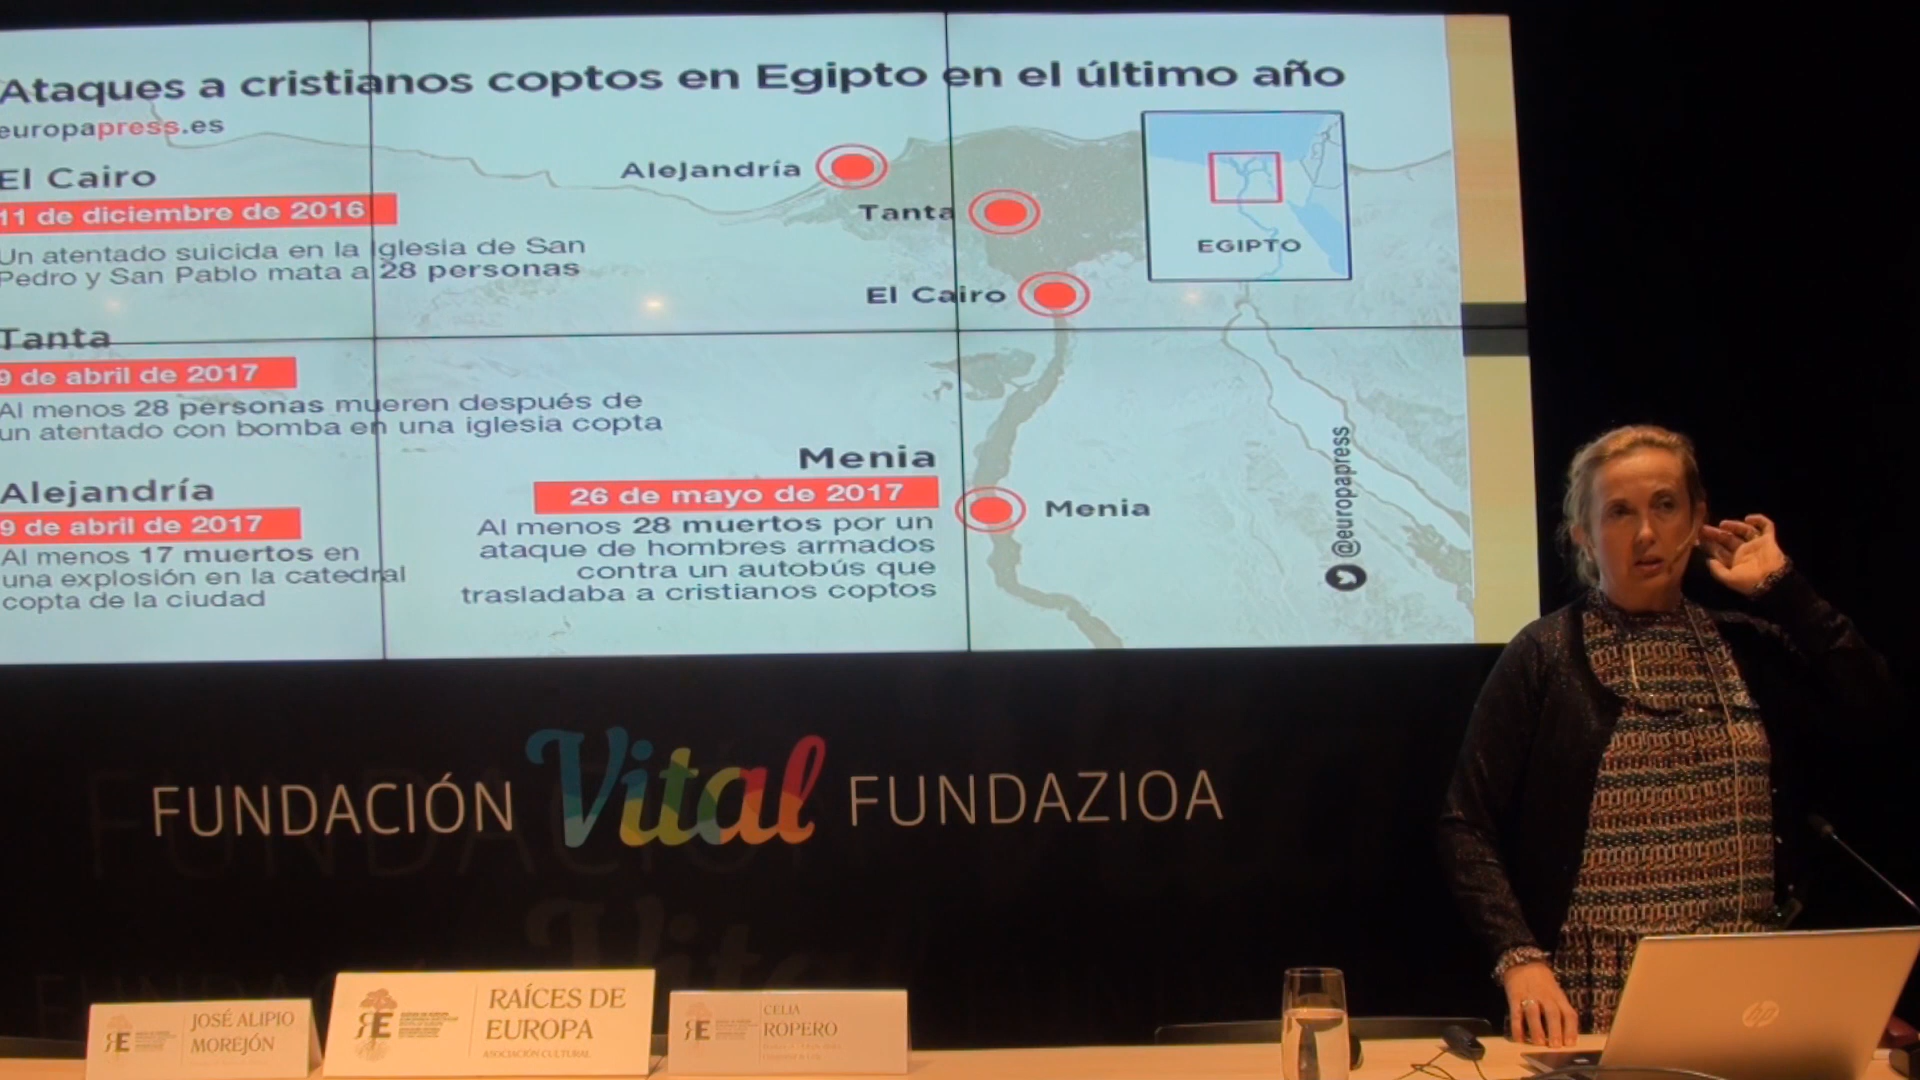 Ataques a cristianos coptos en Egipto en el último año
europapress.es
El Cairo
11 de diciembre de 2016
Un atentado suicida en la Iglesia de San
Pedro y San Pablo mata a 28 personas
Tanta
9 de abril de 2017
Al menos 28 personas mueren después de
un atentado con bomba en una iglesia copta
Alejandría
9 de abril de 2017
Al menos 17 muertos en
una explosión en la catedral
copta de la ciudad
Menia
26 de mayo de 2017
Al menos 28 muertos por un
ataque de hombres armados
contra un autobús que
trasladaba a cristianos coptos
Alejandría
Tanta
El Cairo
Menia
EGIPTO
@europapress
FUNDACIÓN Vital FUNDAZIOA
JOSÉ ALIPIO
MOREJÓN
RAÍCES DE
EUROPA
ASOCIACIÓN CULTURAL
CELIA
ROPERO
hp